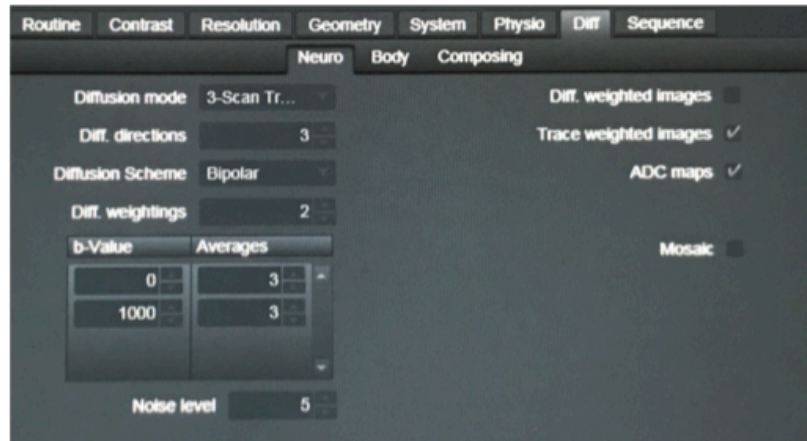 Routine Contrast Resolution Geometry System Physio Diff Sequence
Neuro Body Composing
Diffusion mode 3-Scan Tr... Diff. weighted images
Diff. directions 3 Trace weighted images ✓
Diffusion Scheme Bipolar ADC maps ✓
Diff. weightings 2
b-Value Averages Mosaic
0 3
1000 3
Noise level 5